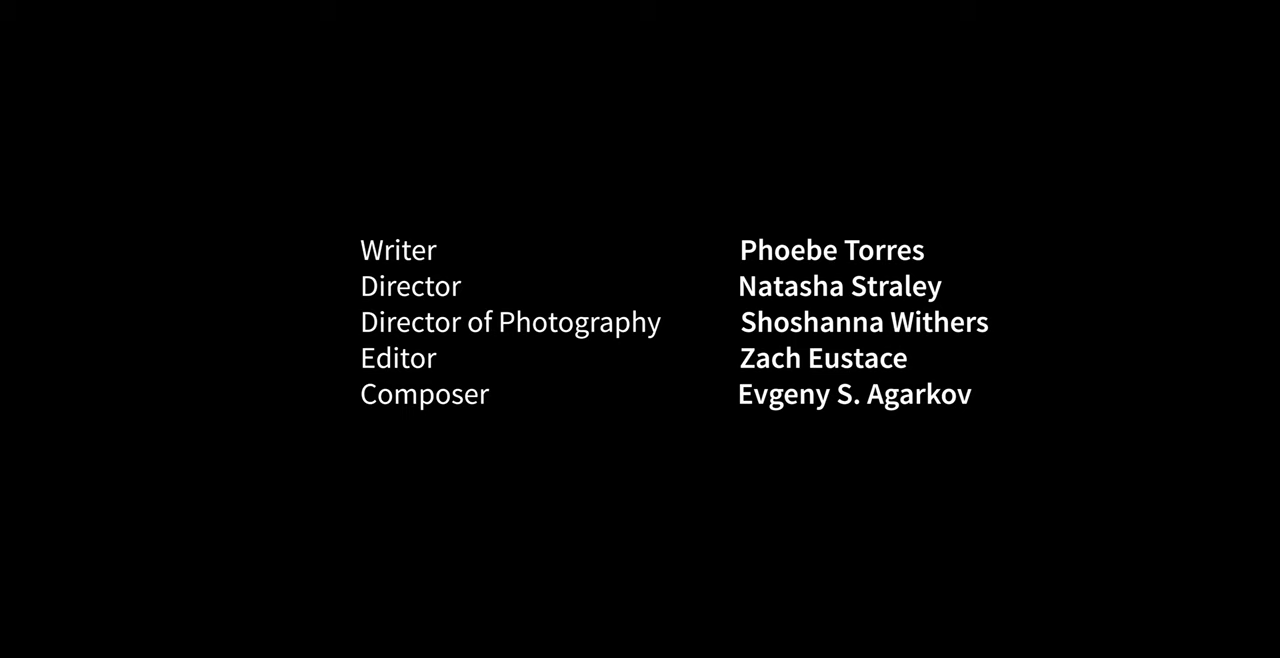 Writer Phoebe Torres
Director Natasha Straley
Director of Photography Shoshanna Withers
Editor Zach Eustace
Composer Evgeny S. Agarkov